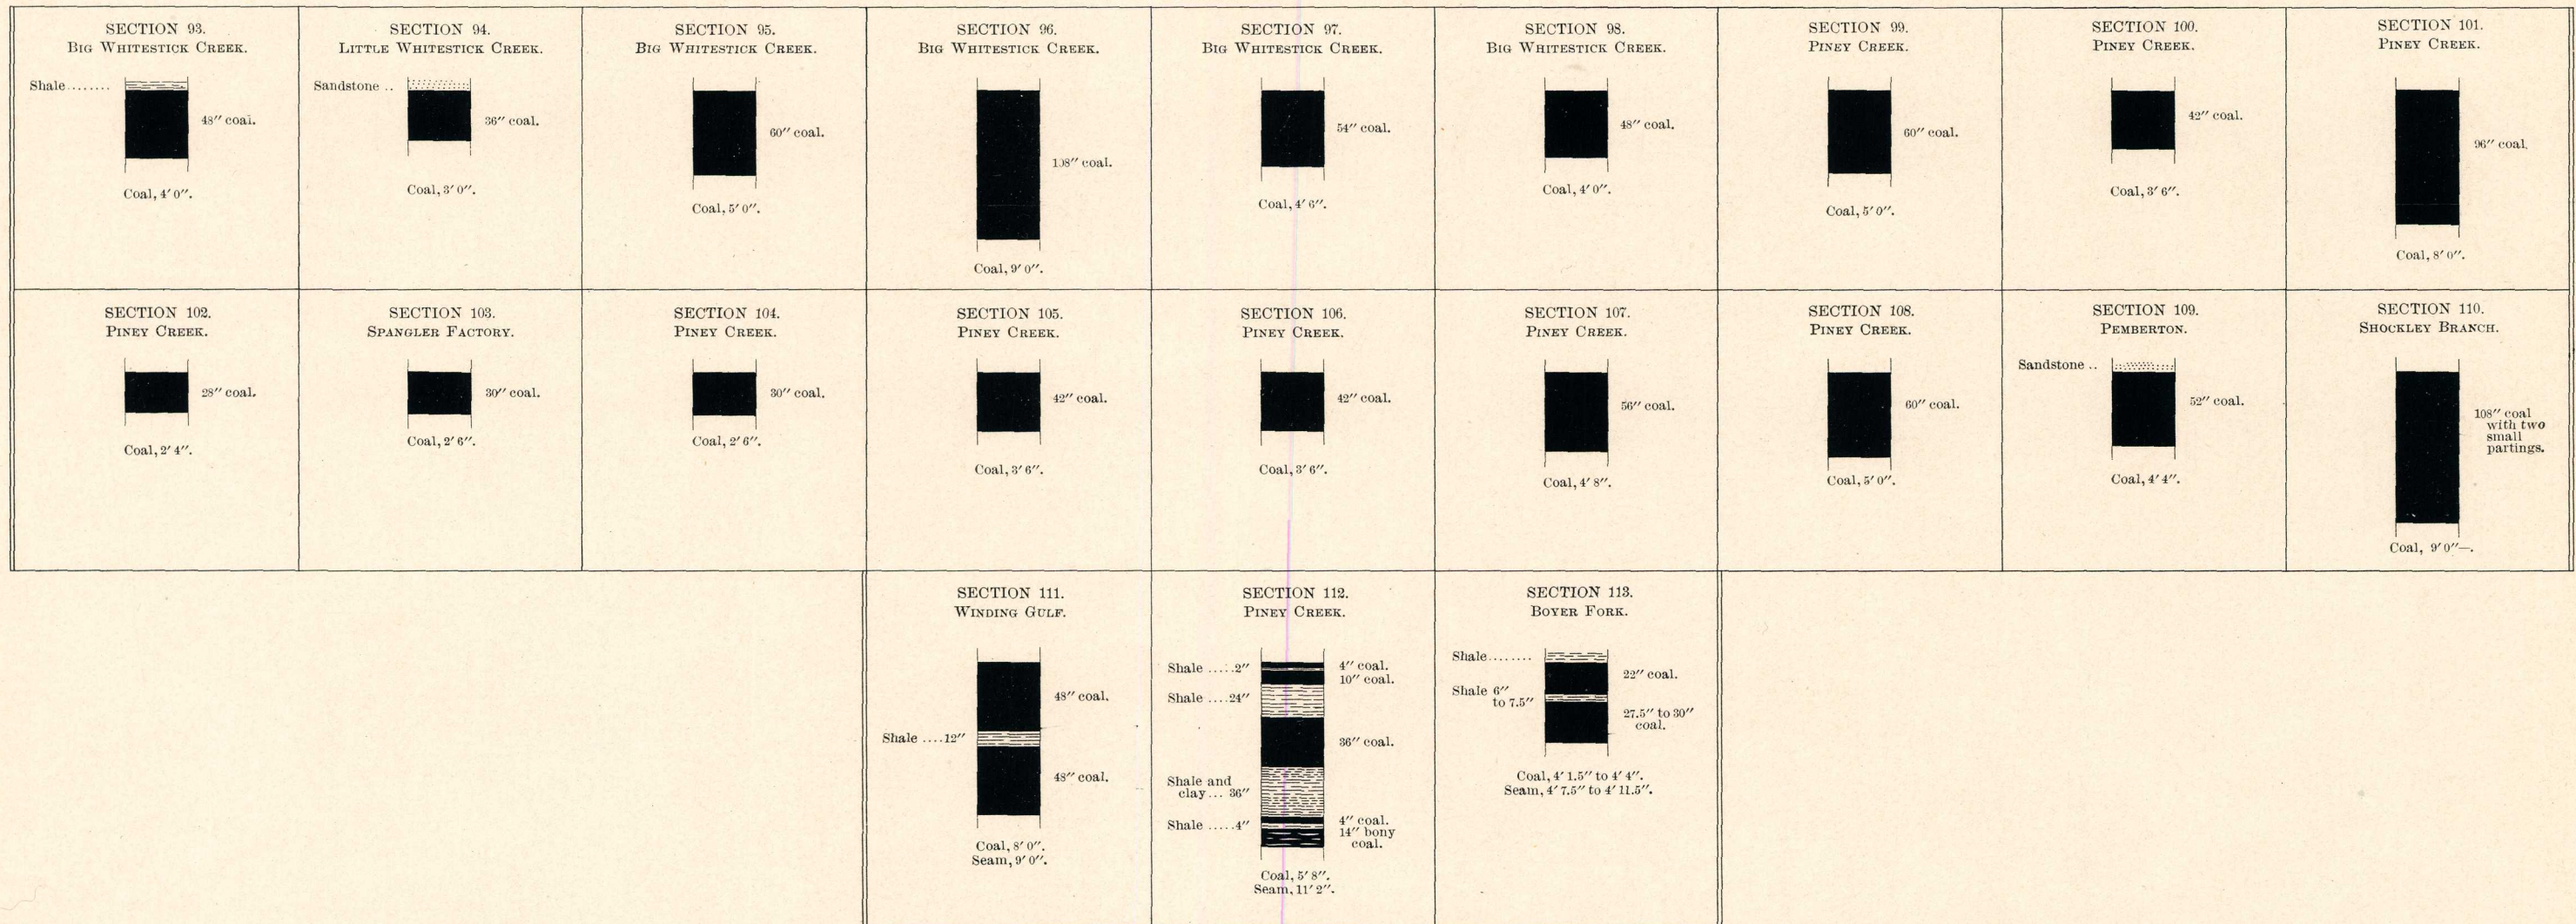 SECTION 93.
BIG WHITESTICK CREEK.
Shale........
48″ coal.
Coal, 4′ 0″.
SECTION 94.
LITTLE WHITESTICK CREEK.
Sandstone ..
36″ coal.
Coal, 3′ 0″.
SECTION 95.
BIG WHITESTICK CREEK.
60″ coal.
Coal, 5′ 0″.
SECTION 96.
BIG WHITESTICK CREEK.
108″ coal.
Coal, 9′ 0″.
SECTION 97.
BIG WHITESTICK CREEK.
54″ coal.
Coal, 4′ 6″.
SECTION 98.
BIG WHITESTICK CREEK.
48″ coal.
Coal, 4′ 0″.
SECTION 99.
PINEY CREEK.
60″ coal.
Coal, 5′ 0″.
SECTION 100.
PINEY CREEK.
42″ coal.
Coal, 3′ 6″.
SECTION 101.
PINEY CREEK.
96″ coal.
Coal, 8′ 0″.
SECTION 102.
PINEY CREEK.
28″ coal.
Coal, 2′ 4″.
SECTION 103.
SPANGLER FACTORY.
30″ coal.
Coal, 2′ 6″.
SECTION 104.
PINEY CREEK.
30″ coal.
Coal, 2′ 6″.
SECTION 105.
PINEY CREEK.
42″ coal.
Coal, 3′ 6″.
SECTION 106.
PINEY CREEK.
42″ coal.
Coal, 3′ 6″.
SECTION 107.
PINEY CREEK.
56″ coal.
Coal, 4′ 8″.
SECTION 108.
PINEY CREEK.
60″ coal.
Coal, 5′ 0″.
SECTION 109.
PEMBERTON.
Sandstone ..
52″ coal.
Coal, 4′ 4″.
SECTION 110.
SHOCKLEY BRANCH.
108″ coal
with two
small
partings.
Coal, 9′ 0″—.
SECTION 111.
WINDING GULF.
48″ coal.
Shale ....12″
48″ coal.
Coal, 8′ 0″.
Seam, 9′ 0″.
SECTION 112.
PINEY CREEK.
Shale .....2″
4″ coal.
10″ coal.
Shale ....24″
36″ coal.
Shale and
clay... 36″
Shale .....4″
4″ coal.
14″ bony
coal.
Coal, 5′ 8″.
Seam, 11′ 2″.
SECTION 113.
BOYER FORK.
Shale........
22″ coal.
Shale 6″
to 7.5″
27.5″ to 30″
coal.
Coal, 4′ 1.5″ to 4′ 4″.
Seam, 4′ 7.5″ to 4′ 11.5″.